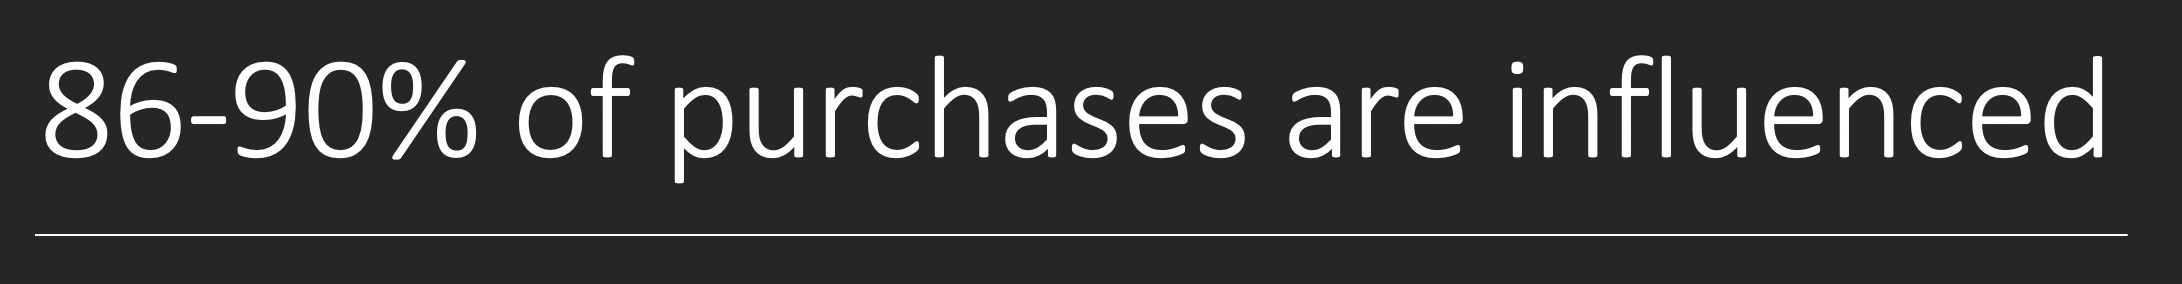 86-90% of purchases are influenced